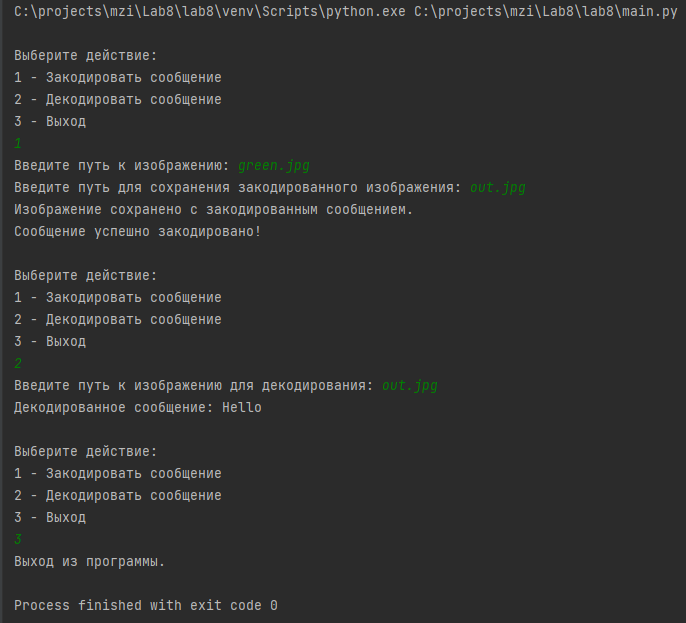 C:\projects\mzi\Lab8\lab8\venv\Scripts\python.exe C:\projects\mzi\Lab8\lab8\main.py
Выберите действие:
1 - Закодировать сообщение
2 - Декодировать сообщение
3 - Выход
1
Введите путь к изображению: green.jpg
Введите путь для сохранения закодированного изображения: out.jpg
Изображение сохранено с закодированным сообщением.
Сообщение успешно закодировано!
Выберите действие:
1 - Закодировать сообщение
2 - Декодировать сообщение
3 - Выход
2
Введите путь к изображению для декодирования: out.jpg
Декодированное сообщение: Hello
Выберите действие:
1 - Закодировать сообщение
2 - Декодировать сообщение
3 - Выход
3
Выход из программы.
Process finished with exit code 0